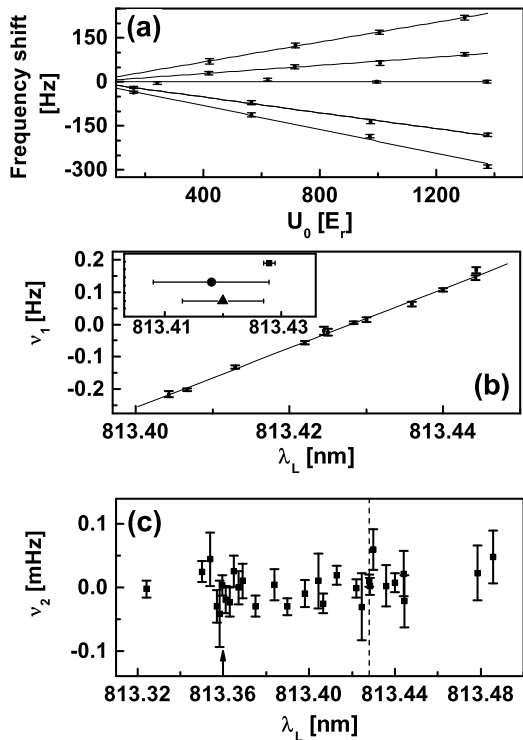 (a)
Frequency shift
[Hz]
150
0
-150
-300
400
800
1200
U₀ [Eᵣ]
(b)
ν₁ [Hz]
0.2
0.1
0.0
-0.1
-0.2
813.41
813.43
813.40
813.42
813.44
λL [nm]
(c)
ν₂ [mHz]
0.1
0.0
-0.1
813.32
813.36
813.40
813.44
813.48
λL [nm]